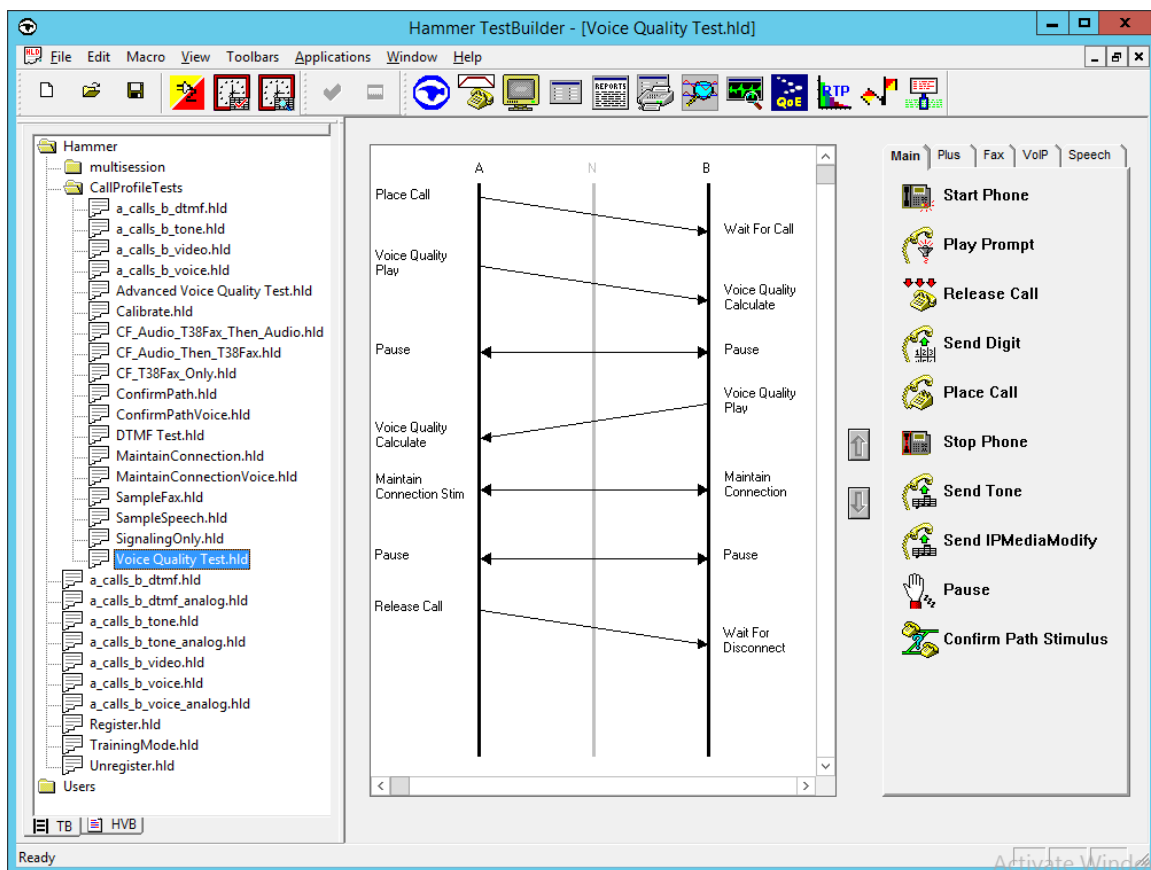 Hammer TestBuilder - [Voice Quality Test.hld]
File Edit Macro View Toolbars Applications Window Help
REPORTS
QoE
RTP
Hammer
multisession
CallProfileTests
a_calls_b_dtmf.hld
a_calls_b_tone.hld
a_calls_b_video.hld
a_calls_b_voice.hld
Advanced Voice Quality Test.hld
Calibrate.hld
CF_Audio_T38Fax_Then_Audio.hld
CF_Audio_Then_T38Fax.hld
CF_T38Fax_Only.hld
ConfirmPath.hld
ConfirmPathVoice.hld
DTMF Test.hld
MaintainConnection.hld
MaintainConnectionVoice.hld
SampleFax.hld
SampleSpeech.hld
SignalingOnly.hld
Voice Quality Test.hld
a_calls_b_dtmf.hld
a_calls_b_dtmf_analog.hld
a_calls_b_tone.hld
a_calls_b_tone_analog.hld
a_calls_b_video.hld
a_calls_b_voice.hld
a_calls_b_voice_analog.hld
Register.hld
TrainingMode.hld
Unregister.hld
Users
TB HVB
A N B
Place Call
Wait For Call
Voice Quality
Play
Voice Quality
Calculate
Pause Pause
Voice Quality
Play
Voice Quality
Calculate
Maintain
Connection Stim
Maintain
Connection
Pause Pause
Release Call
Wait For
Disconnect
Main Plus Fax VoIP Speech
Start Phone
Play Prompt
Release Call
Send Digit
Place Call
Stop Phone
Send Tone
Send IPMediaModify
Pause
Confirm Path Stimulus
Ready
Activate Windo